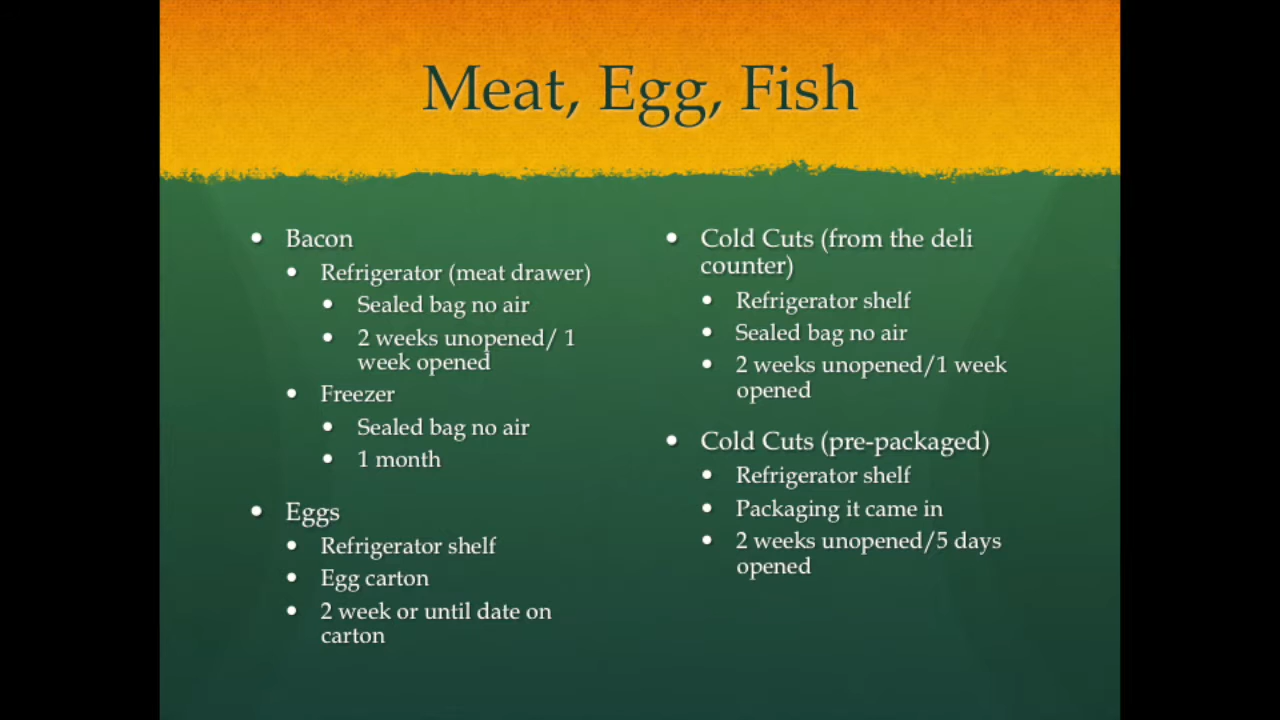 Meat, Egg, Fish
• Bacon
• Refrigerator (meat drawer)
• Sealed bag no air
• 2 weeks unopened/ 1
week opened
• Freezer
• Sealed bag no air
• 1 month
• Eggs
• Refrigerator shelf
• Egg carton
• 2 week or until date on
carton
• Cold Cuts (from the deli
counter)
• Refrigerator shelf
• Sealed bag no air
• 2 weeks unopened/1 week
opened
• Cold Cuts (pre-packaged)
• Refrigerator shelf
• Packaging it came in
• 2 weeks unopened/5 days
opened